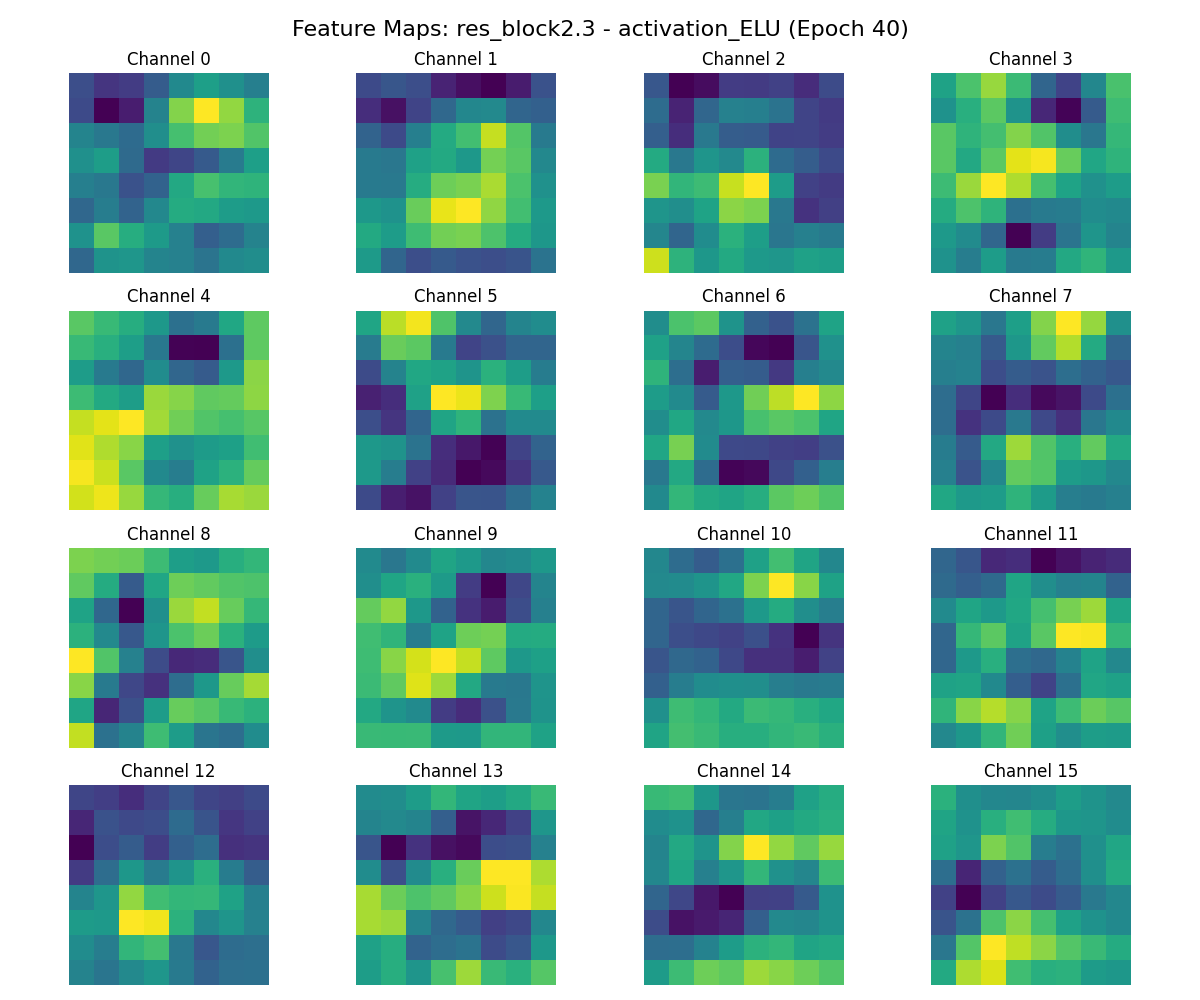 Feature Maps: res_block2.3 - activation_ELU (Epoch 40)
Channel 0
Channel 1
Channel 2
Channel 3
Channel 4
Channel 5
Channel 6
Channel 7
Channel 8
Channel 9
Channel 10
Channel 11
Channel 12
Channel 13
Channel 14
Channel 15